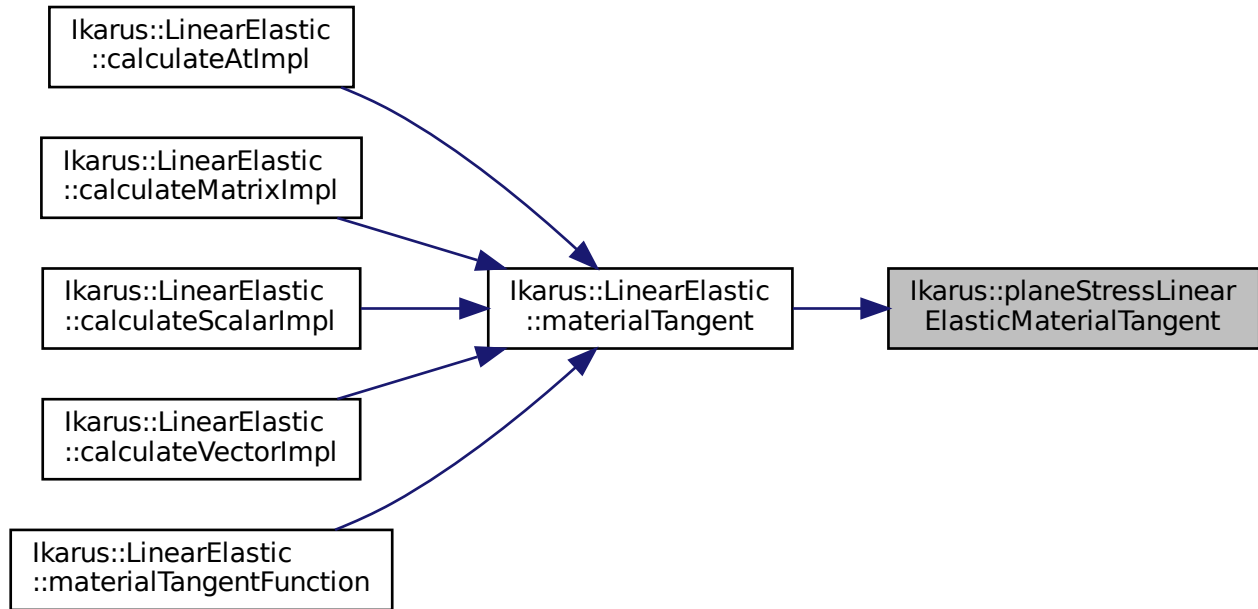 Ikarus::LinearElastic
::calculateAtImpl
Ikarus::LinearElastic
::calculateMatrixImpl
Ikarus::LinearElastic
::calculateScalarImpl
Ikarus::LinearElastic
::calculateVectorImpl
Ikarus::LinearElastic
::materialTangentFunction
Ikarus::LinearElastic
::materialTangent
Ikarus::planeStressLinear
ElasticMaterialTangent